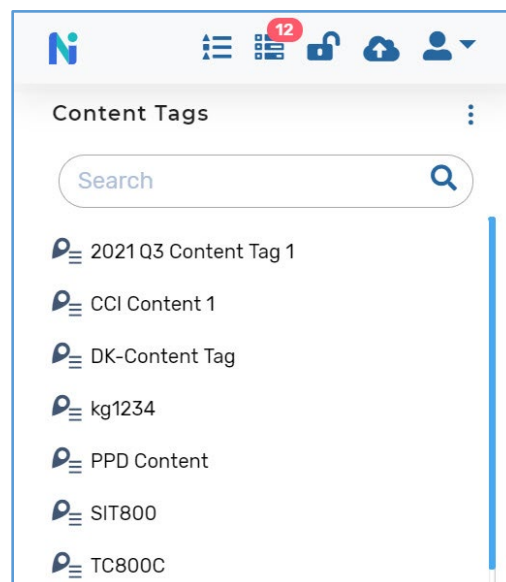 Ni
12
Content Tags
Search
2021 Q3 Content Tag 1
CCI Content 1
DK-Content Tag
kg1234
PPD Content
SIT800
TC800C